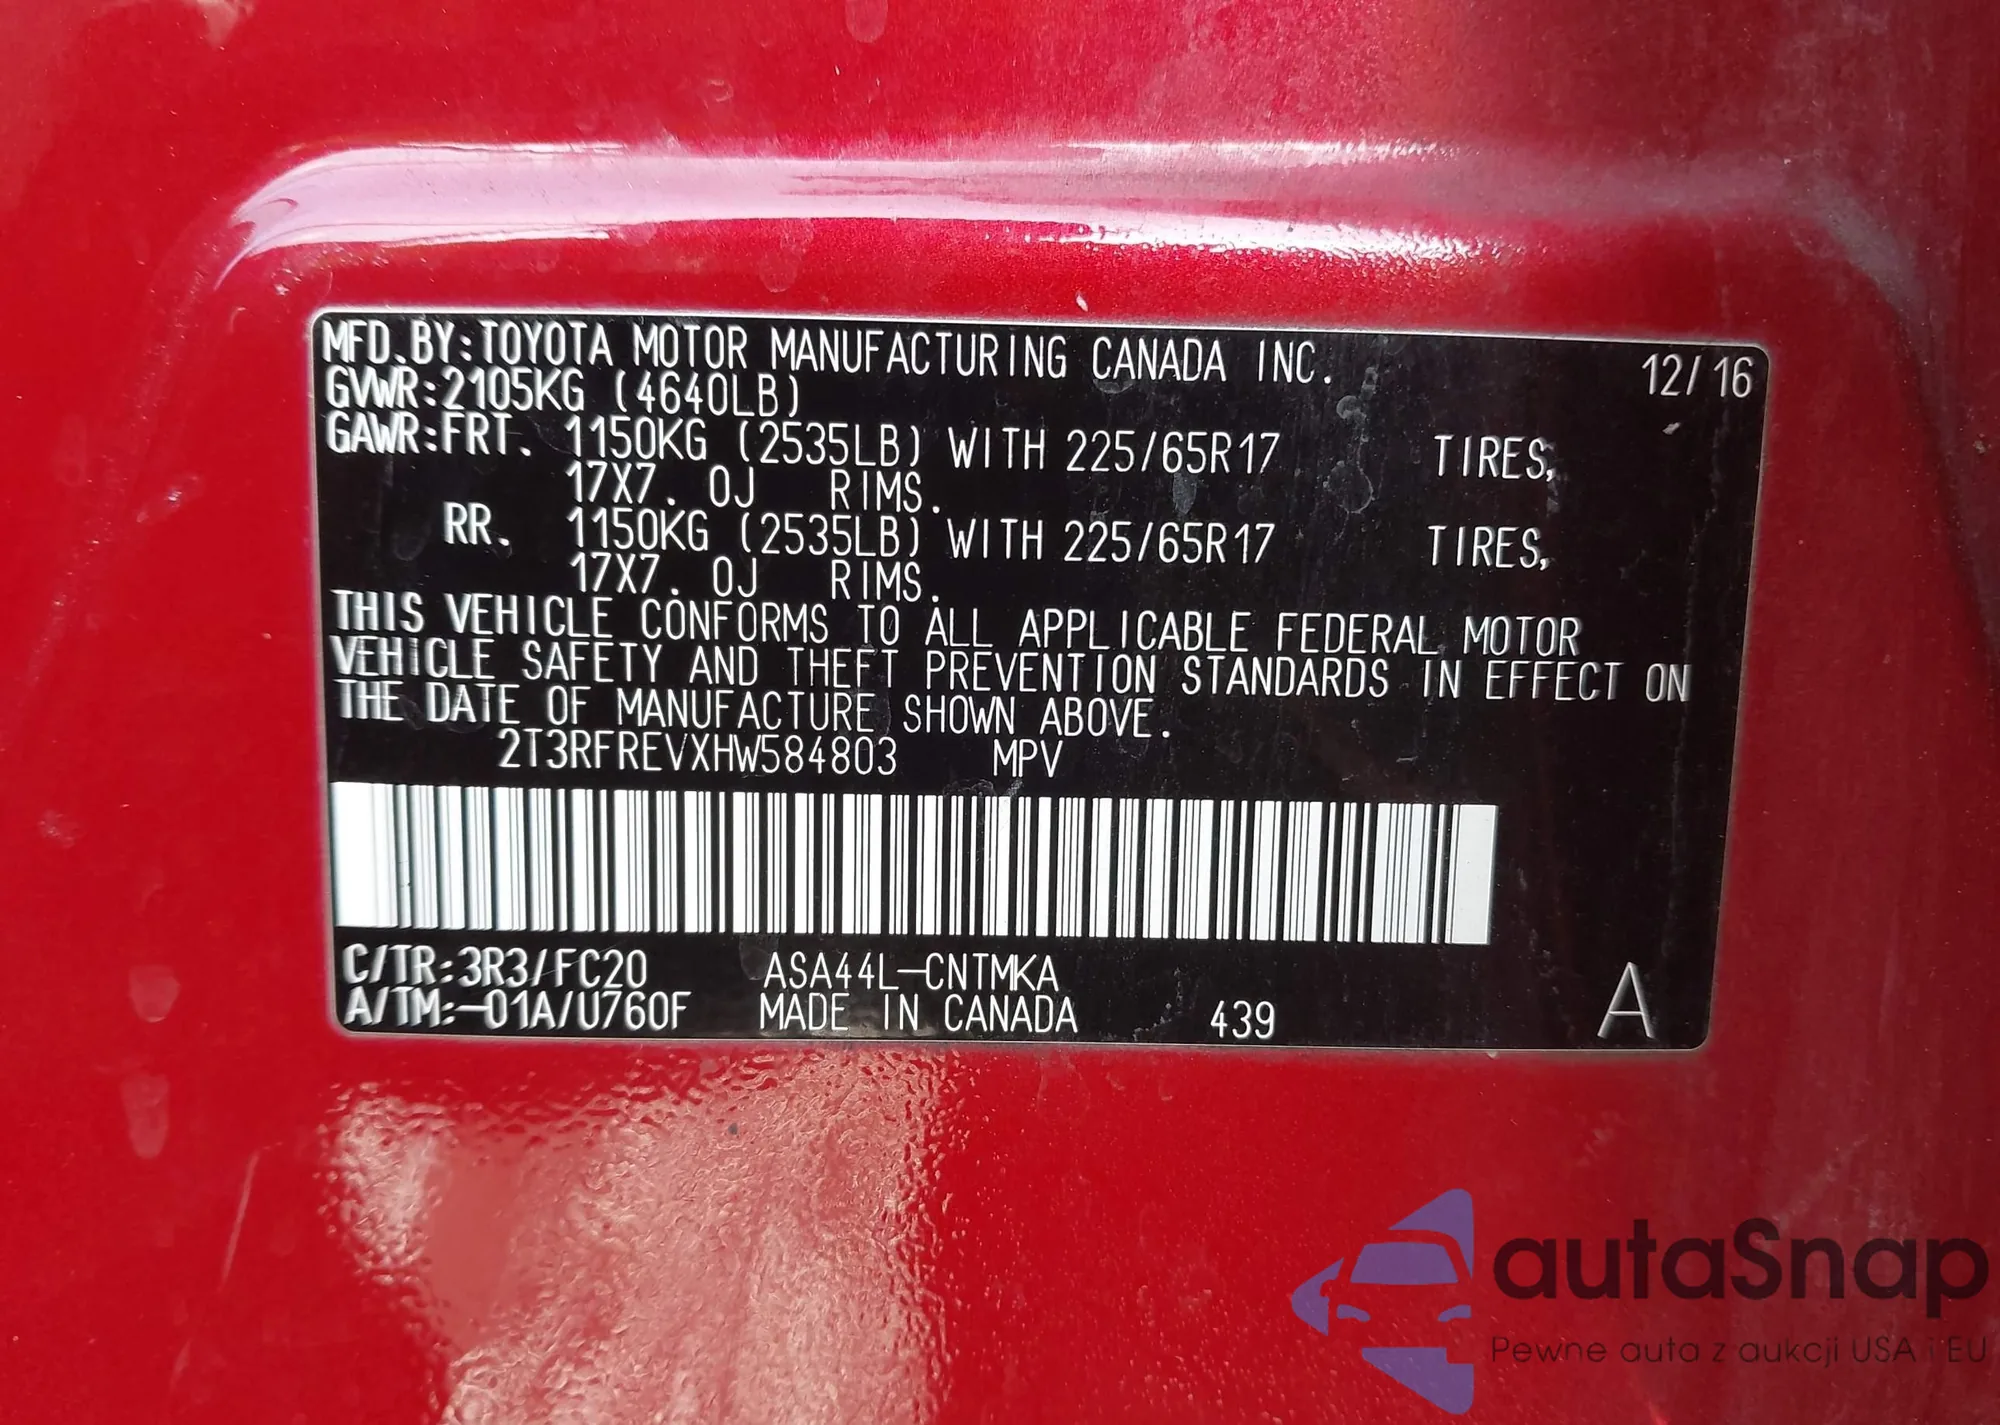 MFD.BY:TOYOTA MOTOR MANUFACTURING CANADA INC. 12/16
GVWR:2105KG (4640LB)
GAWR:FRT. 1150KG (2535LB) WITH 225/65R17 TIRES,
17X7.0J RIMS.
RR. 1150KG (2535LB) WITH 225/65R17 TIRES,
17X7.0J RIMS.
THIS VEHICLE CONFORMS TO ALL APPLICABLE FEDERAL MOTOR
VEHICLE SAFETY AND THEFT PREVENTION STANDARDS IN EFFECT ON
THE DATE OF MANUFACTURE SHOWN ABOVE.
2T3RFREVXHW584803 MPV
C/TR:3R3/FC20 ASA44L-CNTMKA
A/TM:-01A/U760F MADE IN CANADA 439 A
autaSnap
Pewne auta z aukcji USA i EU